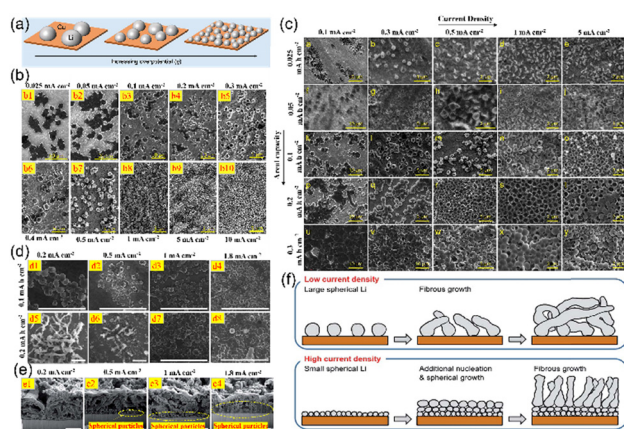 (a)
Cu
Li
Increasing overpotential (η)
(b)
0.025 mA cm⁻² 0.05 mA cm⁻² 0.1 mA cm⁻² 0.2 mA cm⁻² 0.3 mA cm⁻²
b1 b2 b3 b4 b5
b6 b7 b8 b9 b10
0.4 mA cm⁻² 0.5 mA cm⁻² 1 mA cm⁻² 5 mA cm⁻² 10 mA cm⁻²
(c)
Current Density
0.1 mA cm⁻² 0.3 mA cm⁻² 0.5 mA cm⁻² 1 mA cm⁻² 5 mA cm⁻²
Areal capacity
0.025
mA h cm⁻²
0.05
mA h cm⁻²
0.1
mA h cm⁻²
0.2
mA h cm⁻²
0.3
mA h cm⁻²
(d)
0.2 mA cm⁻² 0.5 mA cm⁻² 1 mA cm⁻² 1.8 mA cm⁻²
0.1 mA h cm⁻²
d1 d2 d3 d4
0.2 mA h cm⁻²
d5 d6 d7 d8
(e)
0.2 mA cm⁻² 0.5 mA cm⁻² 1 mA cm⁻² 1.8 mA cm⁻²
e1 e2 e3 e4
Spherical particles Spherical particles Spherical particles
(f)
Low current density
Large spherical Li Fibrous growth
High current density
Small spherical Li Additional nucleation & spherical growth Fibrous growth